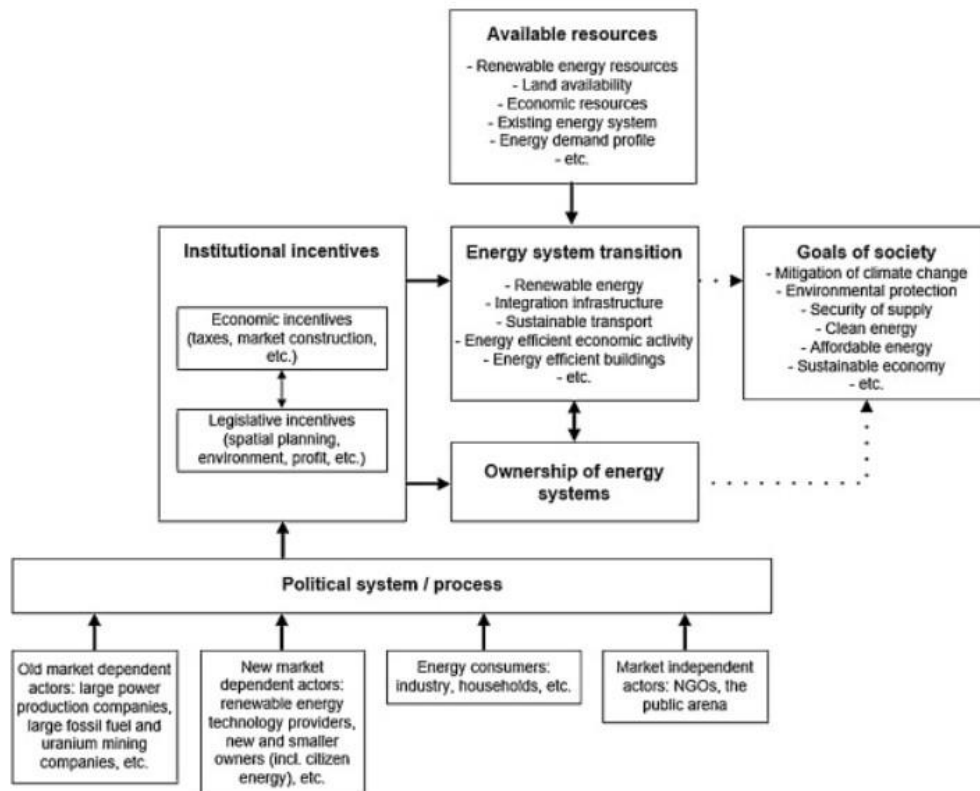 Available resources
- Renewable energy resources
- Land availability
- Economic resources
- Existing energy system
- Energy demand profile
- etc.
Institutional incentives
Economic incentives
(taxes, market construction,
etc.)
Legislative incentives
(spatial planning,
environment, profit, etc.)
Energy system transition
- Renewable energy
- Integration infrastructure
- Sustainable transport
- Energy efficient economic activity
- Energy efficient buildings
- etc.
Goals of society
- Mitigation of climate change
- Environmental protection
- Security of supply
- Clean energy
- Affordable energy
- Sustainable economy
- etc.
Ownership of energy
systems
Political system / process
Old market dependent
actors: large power
production companies,
large fossil fuel and
uranium mining
companies, etc.
New market
dependent actors:
renewable energy
technology providers,
new and smaller
owners (incl. citizen
energy), etc.
Energy consumers:
industry, households, etc.
Market independent
actors: NGOs, the
public arena